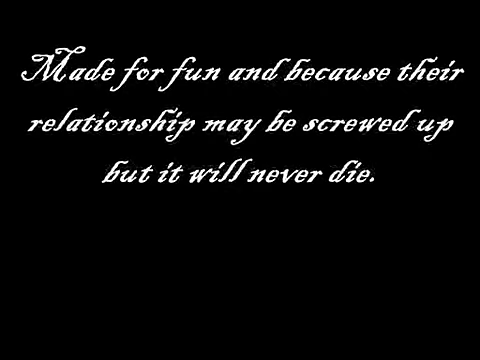 Made for fun and because their
relationship may be screwed up
but it will never die.